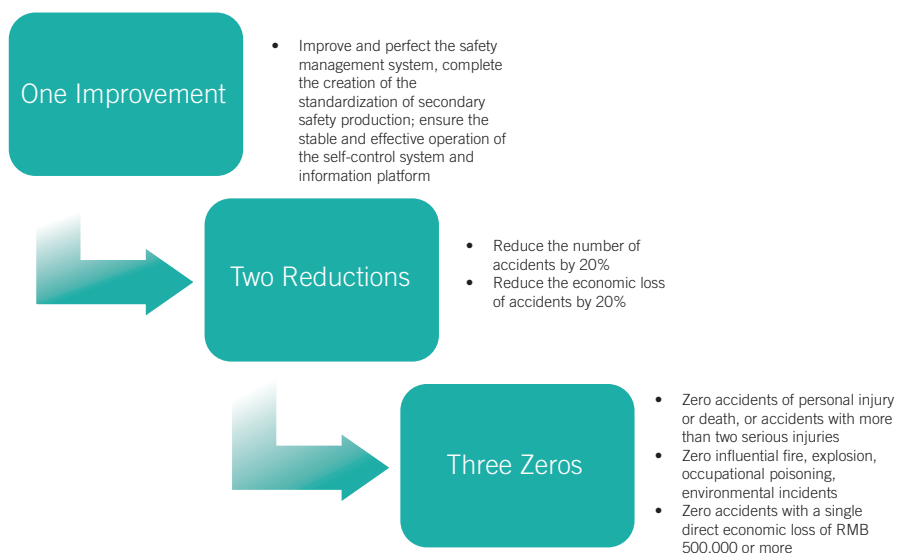 One Improvement
• Improve and perfect the safety
management system, complete
the creation of the
standardization of secondary
safety production; ensure the
stable and effective operation of
the self-control system and
information platform
Two Reductions
• Reduce the number of
accidents by 20%
• Reduce the economic loss
of accidents by 20%
Three Zeros
• Zero accidents of personal injury
or death, or accidents with more
than two serious injuries
• Zero influential fire, explosion,
occupational poisoning,
environmental incidents
• Zero accidents with a single
direct economic loss of RMB
500,000 or more